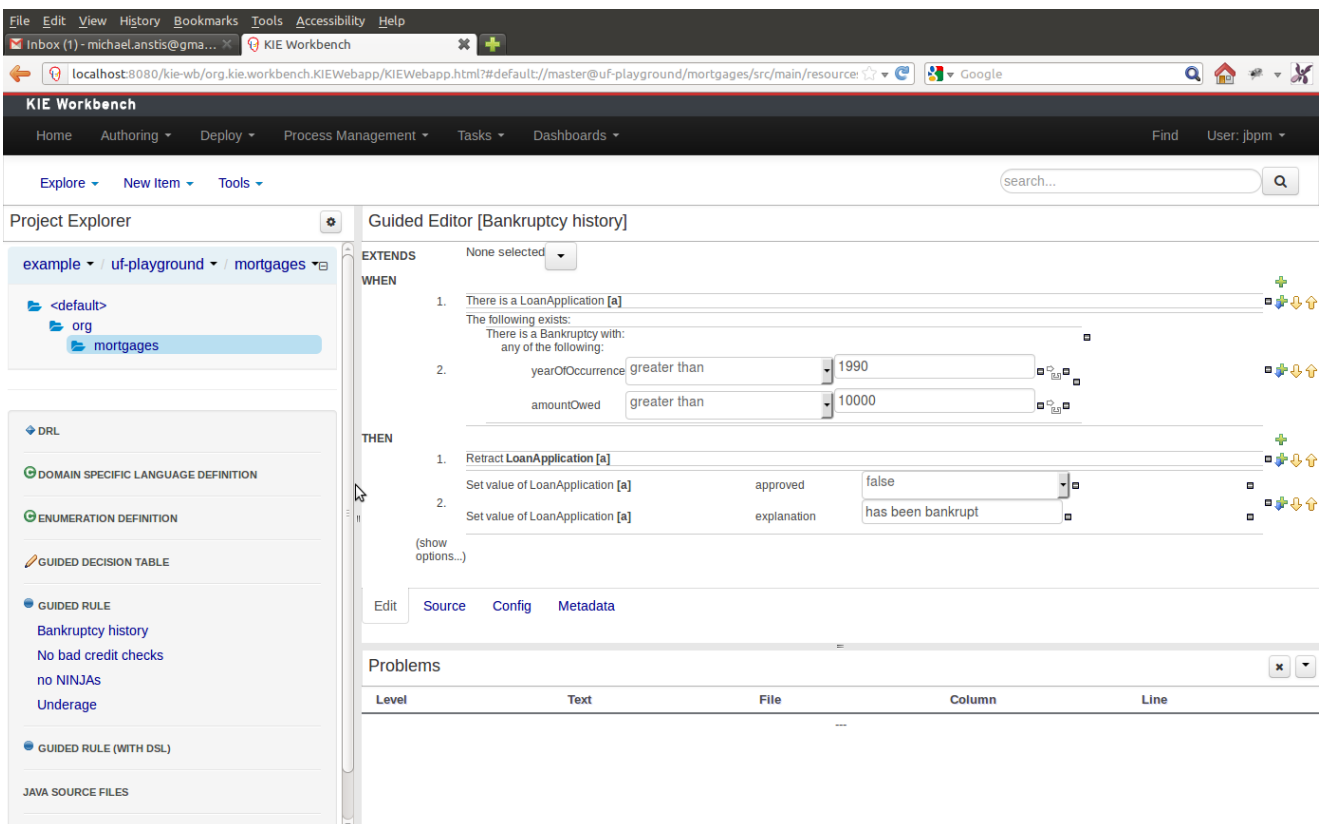 File Edit View History Bookmarks Tools Accessibility Help
Inbox (1) - michael.anstis@gma... KIE Workbench
localhost:8080/kie-wb/org.kie.workbench.KIEWebapp/KIEWebapp.html?#default://master@uf-playground/mortgages/src/main/resource: Google
KIE Workbench
Home Authoring Deploy Process Management Tasks Dashboards Find User: jbpm
Explore New Item Tools search...
Project Explorer
example / uf-playground / mortgages
<default>
org
mortgages
DRL
DOMAIN SPECIFIC LANGUAGE DEFINITION
ENUMERATION DEFINITION
GUIDED DECISION TABLE
GUIDED RULE
Bankruptcy history
No bad credit checks
no NINJAs
Underage
GUIDED RULE (WITH DSL)
JAVA SOURCE FILES
Guided Editor [Bankruptcy history]
EXTENDS None selected
WHEN
1. There is a LoanApplication [a]
The following exists:
There is a Bankruptcy with:
any of the following:
2. yearOfOccurrence greater than 1990
amountOwed greater than 10000
THEN
1. Retract LoanApplication [a]
Set value of LoanApplication [a] approved false
2.
Set value of LoanApplication [a] explanation has been bankrupt
(show
options...)
Edit Source Config Metadata
Problems
Level Text File Column Line
---